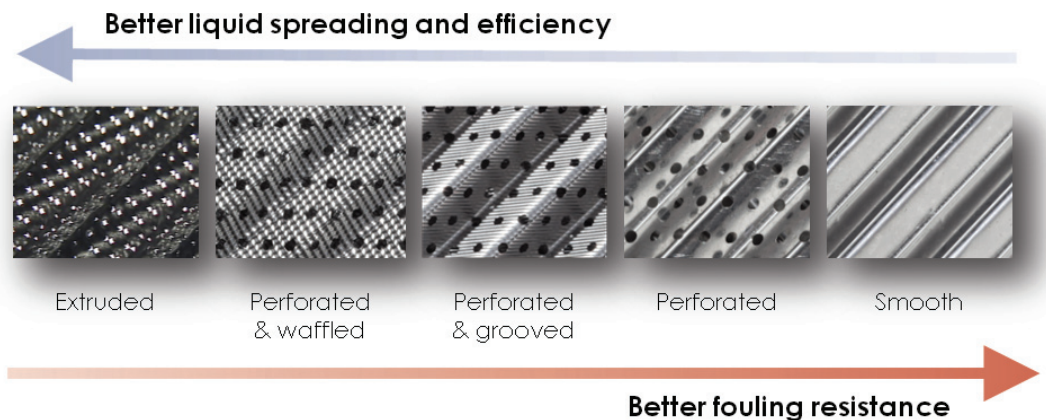 Better liquid spreading and efficiency
Extruded
Perforated
& waffled
Perforated
& grooved
Perforated
Smooth
Better fouling resistance